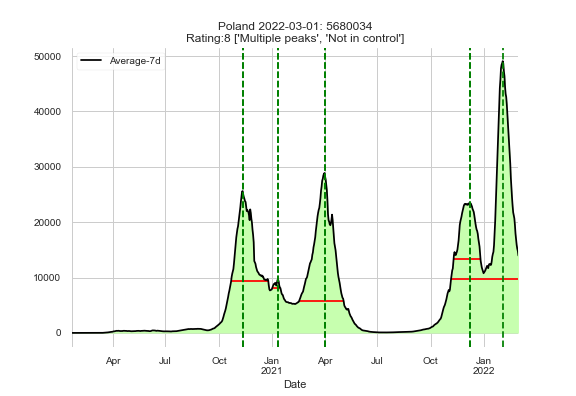 Poland 2022-03-01: 5680034
Rating:8 ['Multiple peaks', 'Not in control']
Average-7d
50000
40000
30000
20000
10000
0
Apr Jul Oct Jan Apr Jul Oct Jan
2021 2022
Date